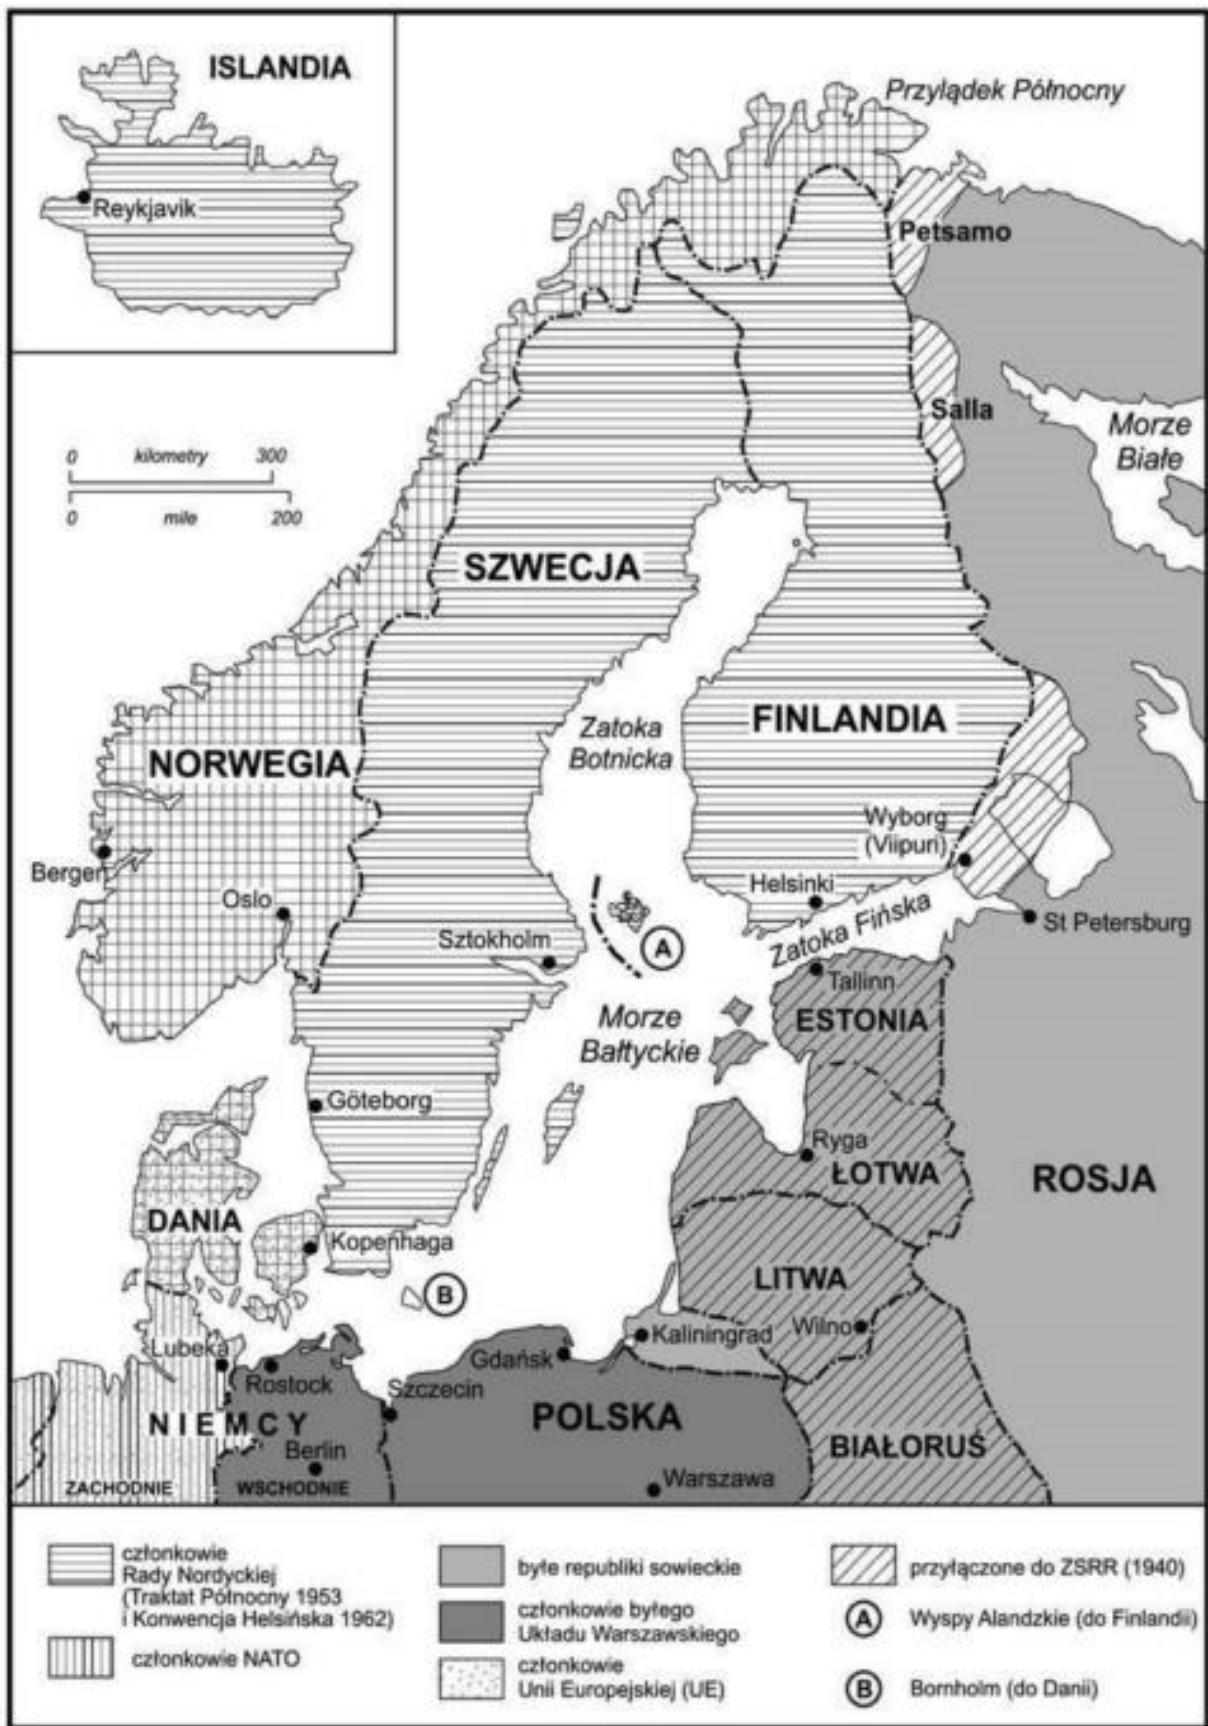 ISLANDIA
Reykjavik
Przylądek Północny
Petsamo
Salla
Morze
Białe
0 kilometry 300
0 mile 200
SZWECJA
FINLANDIA
NORWEGIA
Zatoka
Botnicka
Wyborg
(Viipuri)
Bergen
Oslo
Helsinki
Zatoka Fińska
St Petersburg
Sztokholm
A
Tallinn
ESTONIA
Morze
Bałtyckie
Göteborg
Ryga
ŁOTWA
ROSJA
DANIA
Kopenhaga
LITWA
B
Kaliningrad
Wilno
Lubeka
Rostock
Gdańsk
Szczecin
NIEMCY
POLSKA
BIAŁORUŚ
Berlin
ZACHODNIE
WSCHODNIE
Warszawa
członkowie
Rady Nordyckiej
(Traktat Północny 1953
i Konwencja Helsińska 1962)
członkowie NATO
byłe republiki sowieckie
członkowie byłego
Układu Warszawskiego
członkowie
Unii Europejskiej (UE)
przyłączone do ZSRR (1940)
A Wyspy Alandzkie (do Finlandii)
B Bornholm (do Danii)